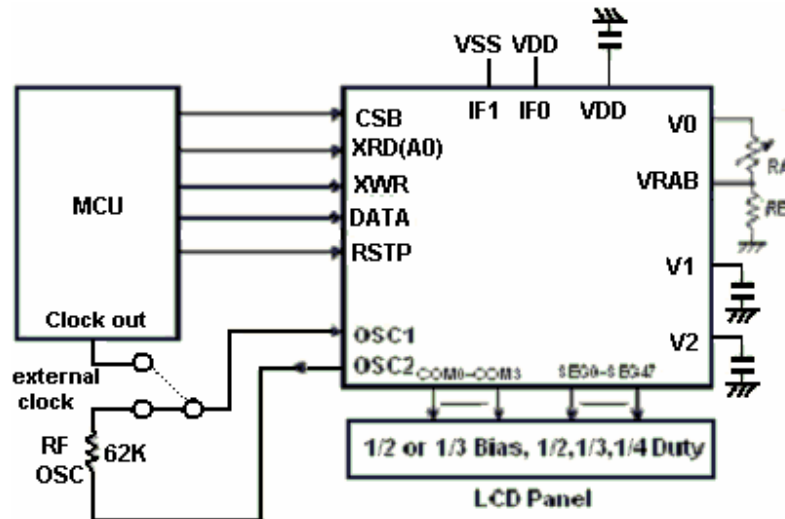 VSS VDD
IF1 IF0 VDD
CSB
XRD(A0)
XWR
DATA
RSTP
MCU
V0
VRAB
V1
V2
Clock out
OSC1
OSC2
COM0~COM3
SEG0~SEG47
external
clock
RF
OSC
62K
1/2 or 1/3 Bias, 1/2,1/3,1/4 Duty
LCD Panel